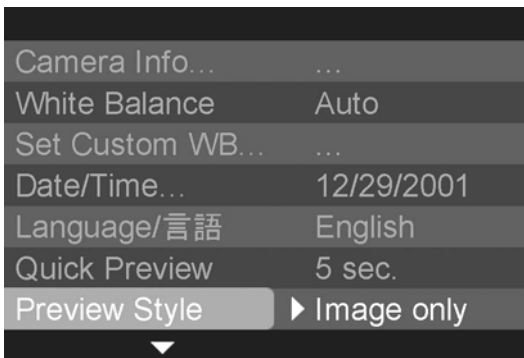 Camera Info... ...
White Balance Auto
Set Custom WB... ...
Date/Time... 12/29/2001
Language/言語 English
Quick Preview 5 sec.
Preview Style Image only